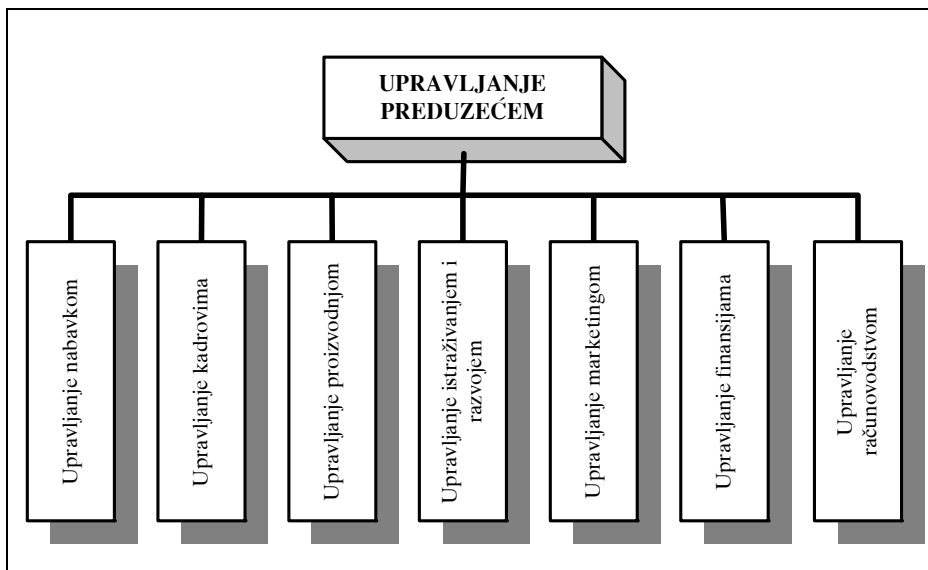 UPRAVLJANJE
PREDUZEĆEM
Upravljanje nabavkom
Upravljanje kadrovima
Upravljanje proizvodnjom
Upravljanje istraživanjem i
razvojem
Upravljanje marketingom
Upravljanje finansijama
Upravljanje
računovodstvom